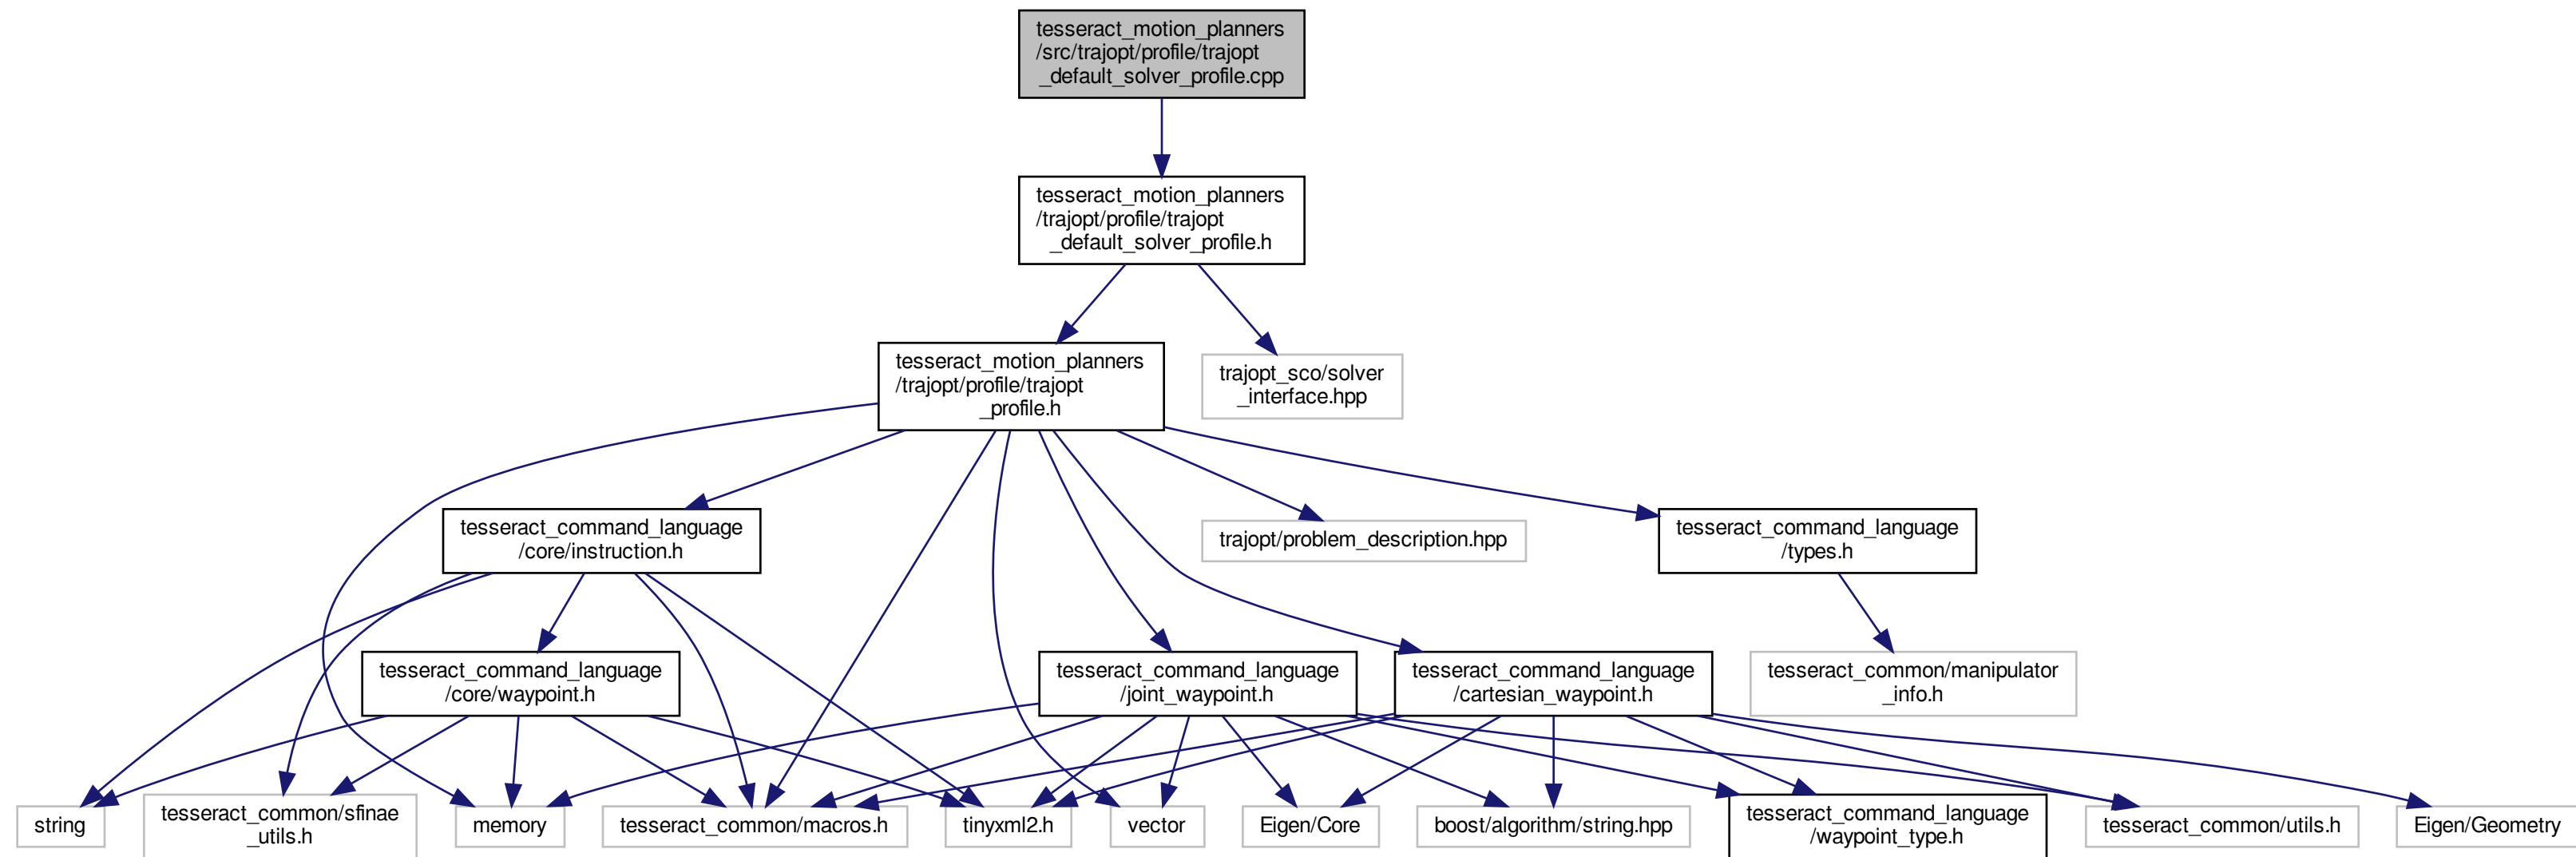 tesseract_motion_planners
/src/trajopt/profile/trajopt
_default_solver_profile.cpp
tesseract_motion_planners
/trajopt/profile/trajopt
_default_solver_profile.h
tesseract_motion_planners
/trajopt/profile/trajopt
_profile.h
trajopt_sco/solver
_interface.hpp
tesseract_command_language
/core/instruction.h
trajopt/problem_description.hpp
tesseract_command_language
/types.h
tesseract_command_language
/core/waypoint.h
tesseract_command_language
/joint_waypoint.h
tesseract_command_language
/cartesian_waypoint.h
tesseract_common/manipulator
_info.h
string
tesseract_common/sfinae
_utils.h
memory
tesseract_common/macros.h
tinyxml2.h
vector
Eigen/Core
boost/algorithm/string.hpp
tesseract_command_language
/waypoint_type.h
tesseract_common/utils.h
Eigen/Geometry